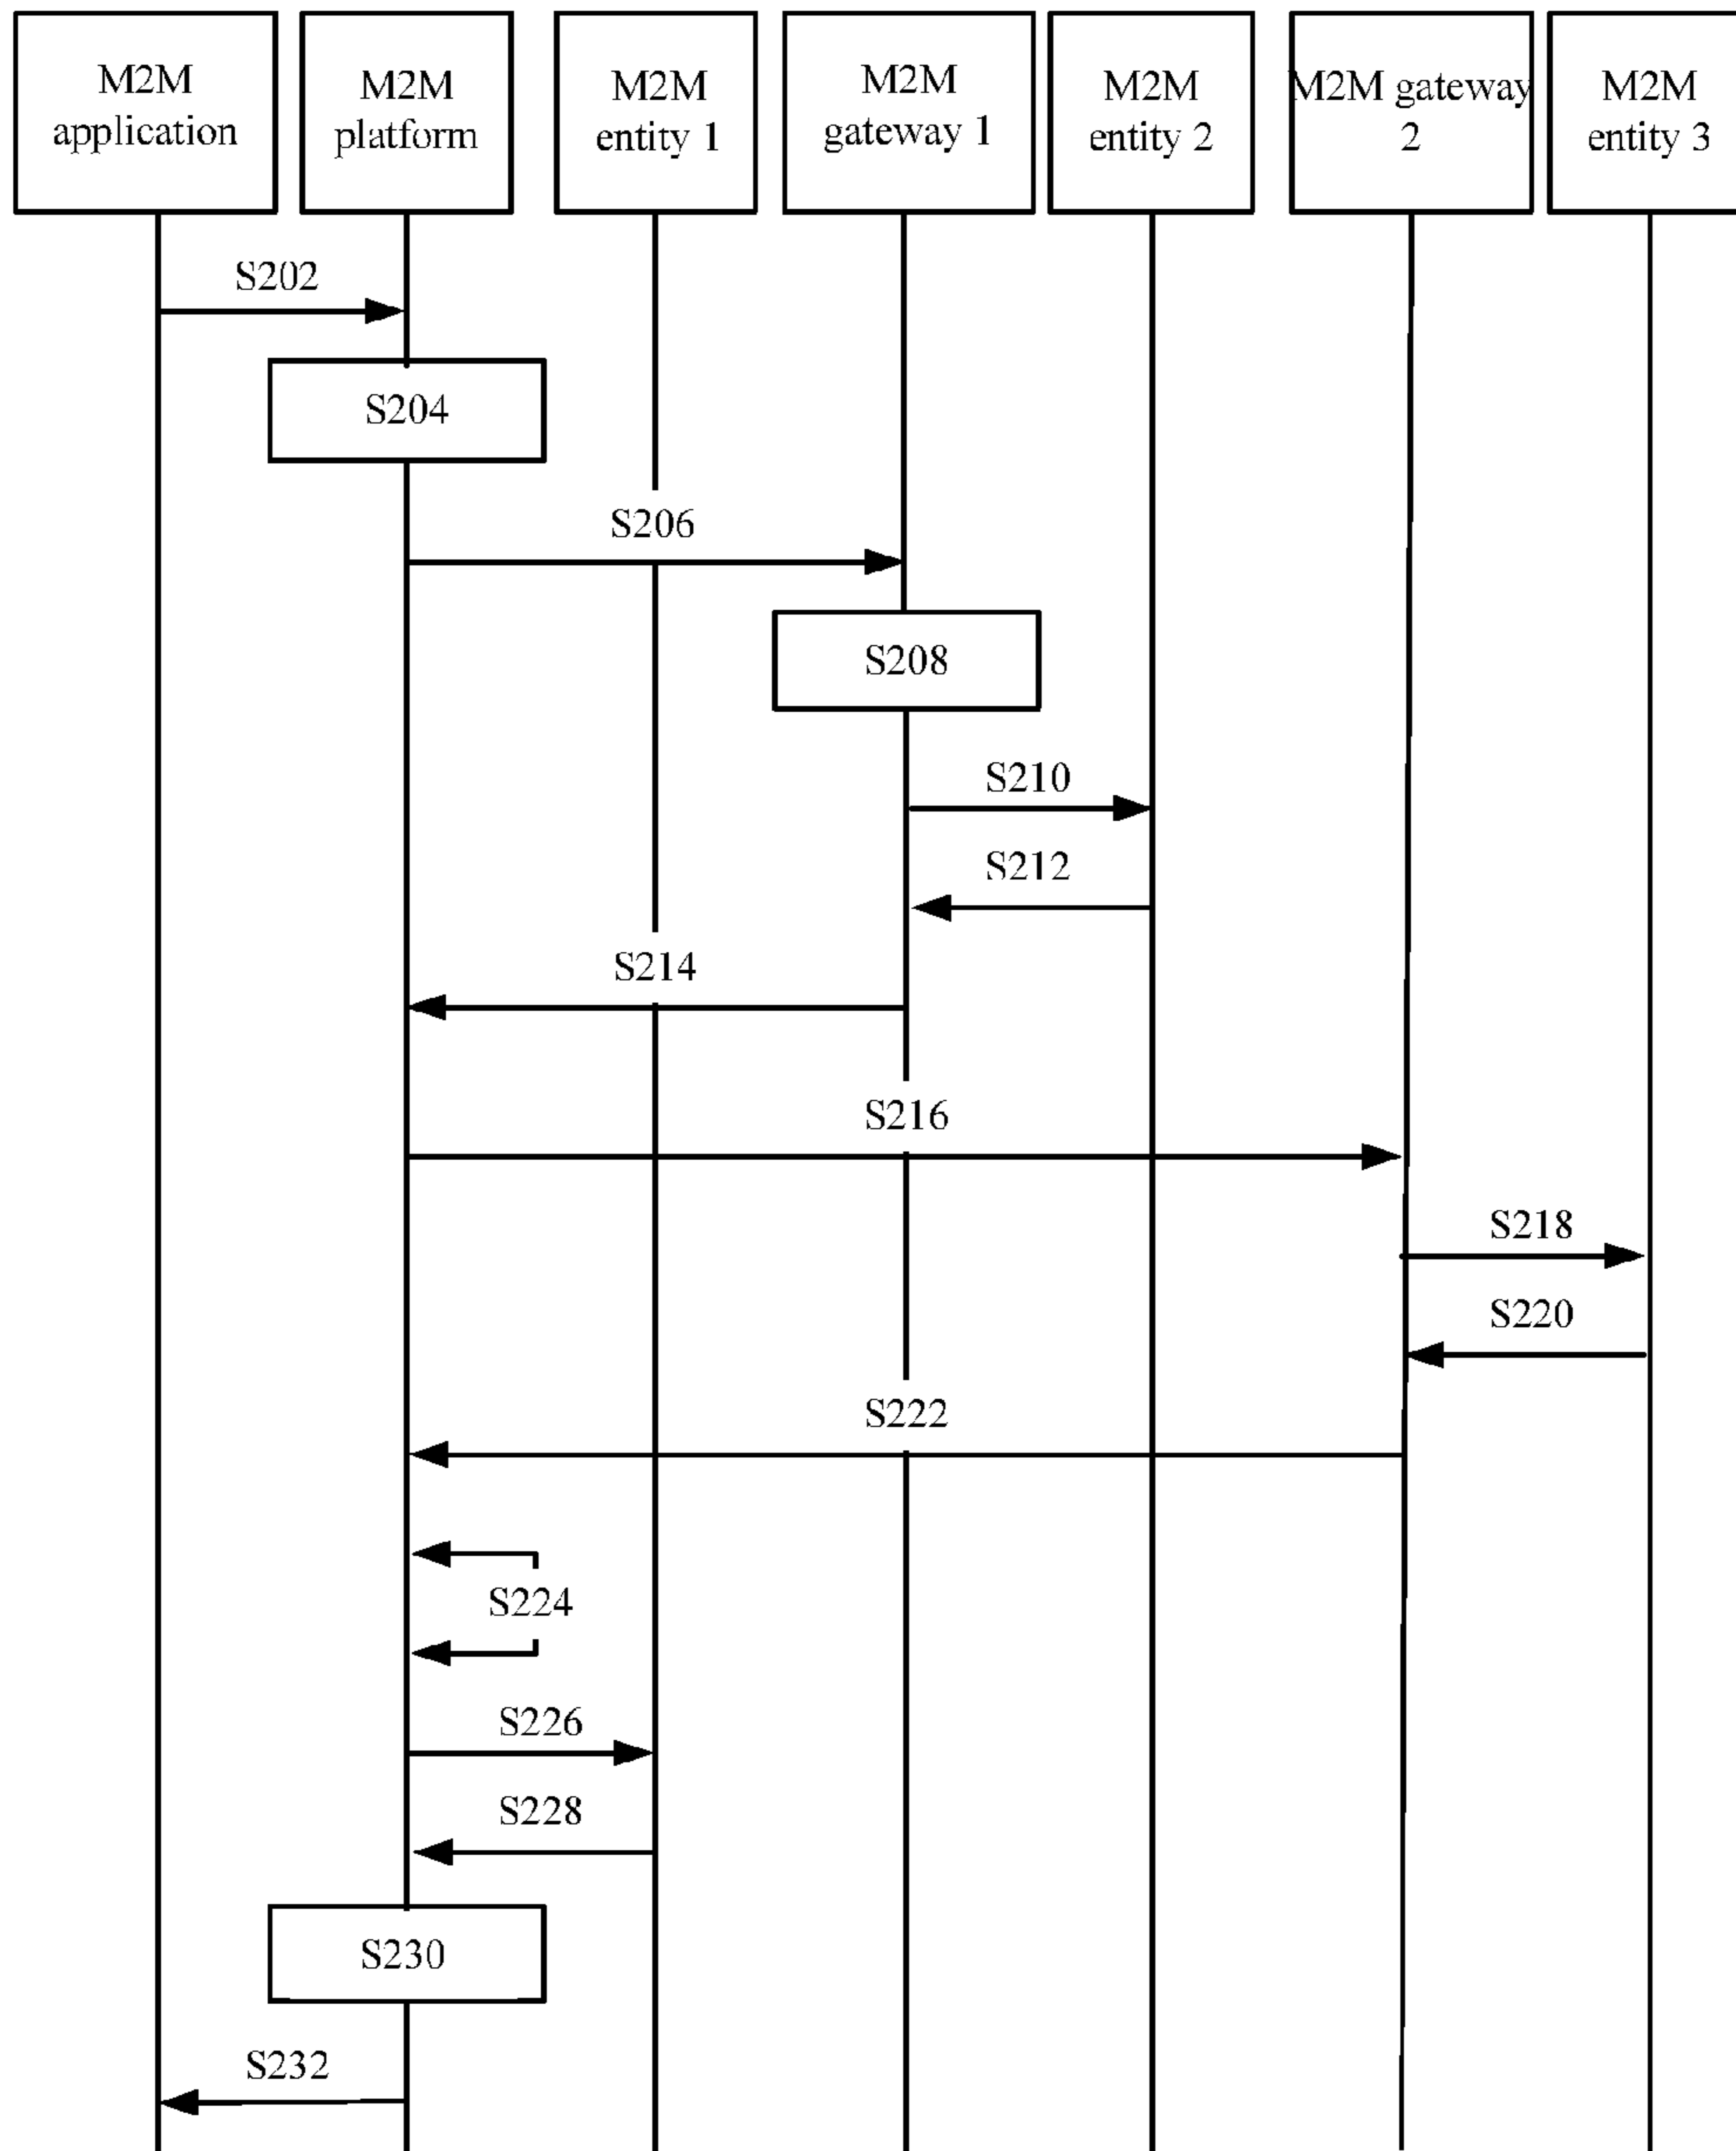 M2M
application
M2M
platform
M2M
entity 1
M2M
gateway 1
M2M
entity 2
M2M gateway
2
M2M
entity 3
S202
S204
S206
S208
S210
S212
S214
S216
S218
S220
S222
S224
S226
S228
S230
S232